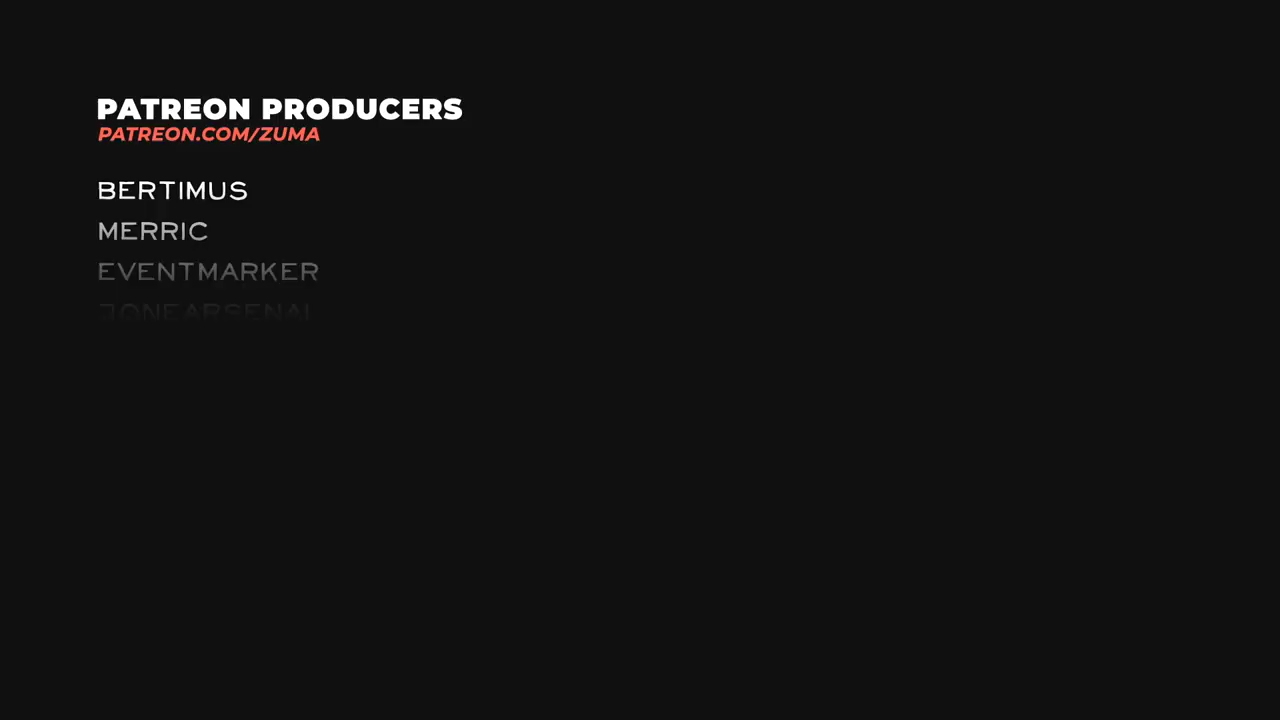 PATREON PRODUCERS
PATREON.COM/ZUMA
BERTIMUS
MERRIC
EVENTMARKER